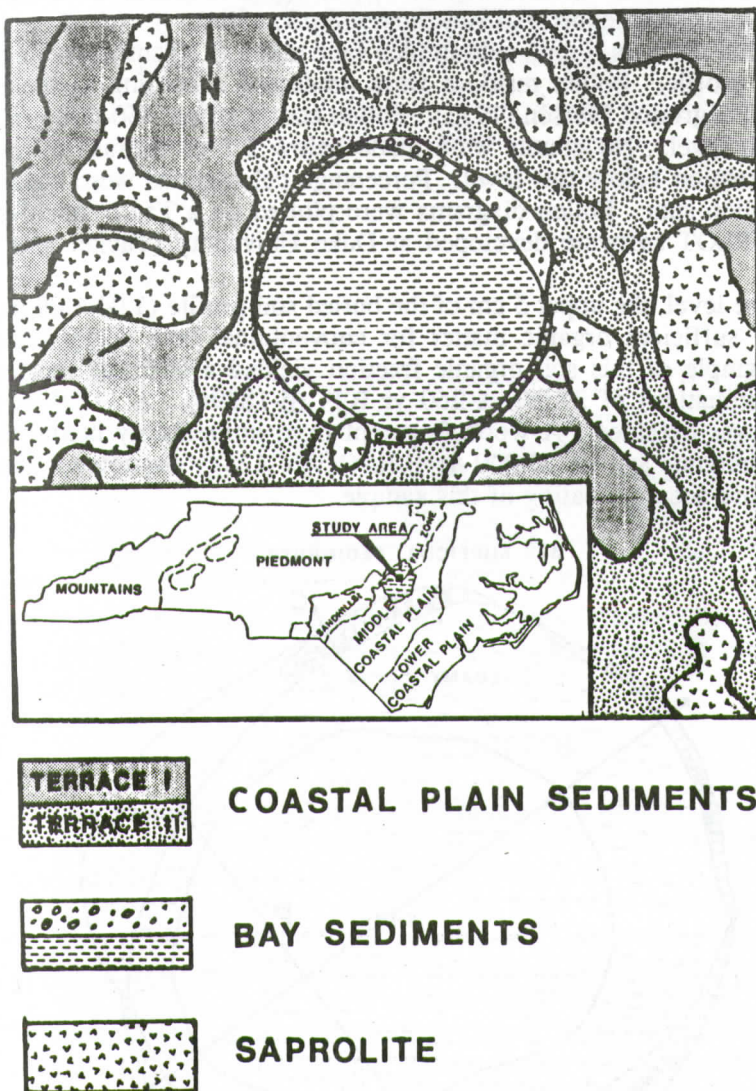 N
STUDY AREA
FALL ZONE
MOUNTAINS
PIEDMONT
SANDHILLS
MIDDLE
COASTAL PLAIN
LOWER
COASTAL PLAIN
TERRACE I
TERRACE II
COASTAL PLAIN SEDIMENTS
BAY SEDIMENTS
SAPROLITE